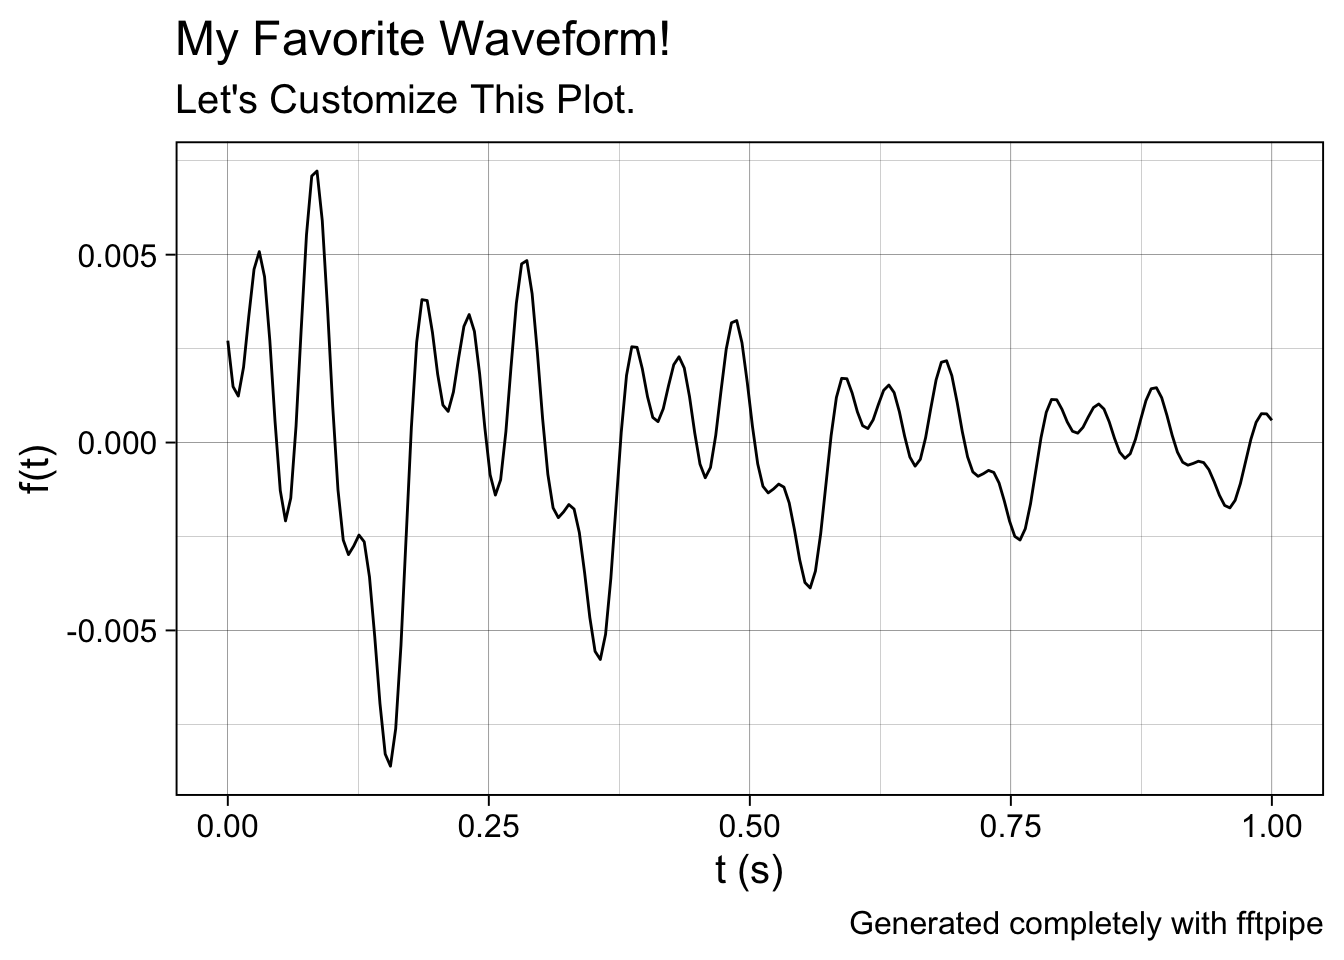 My Favorite Waveform!
Let's Customize This Plot.
f(t)
0.005
0.000
-0.005
0.00 0.25 0.50 0.75 1.00
t (s)
Generated completely with fftpipe